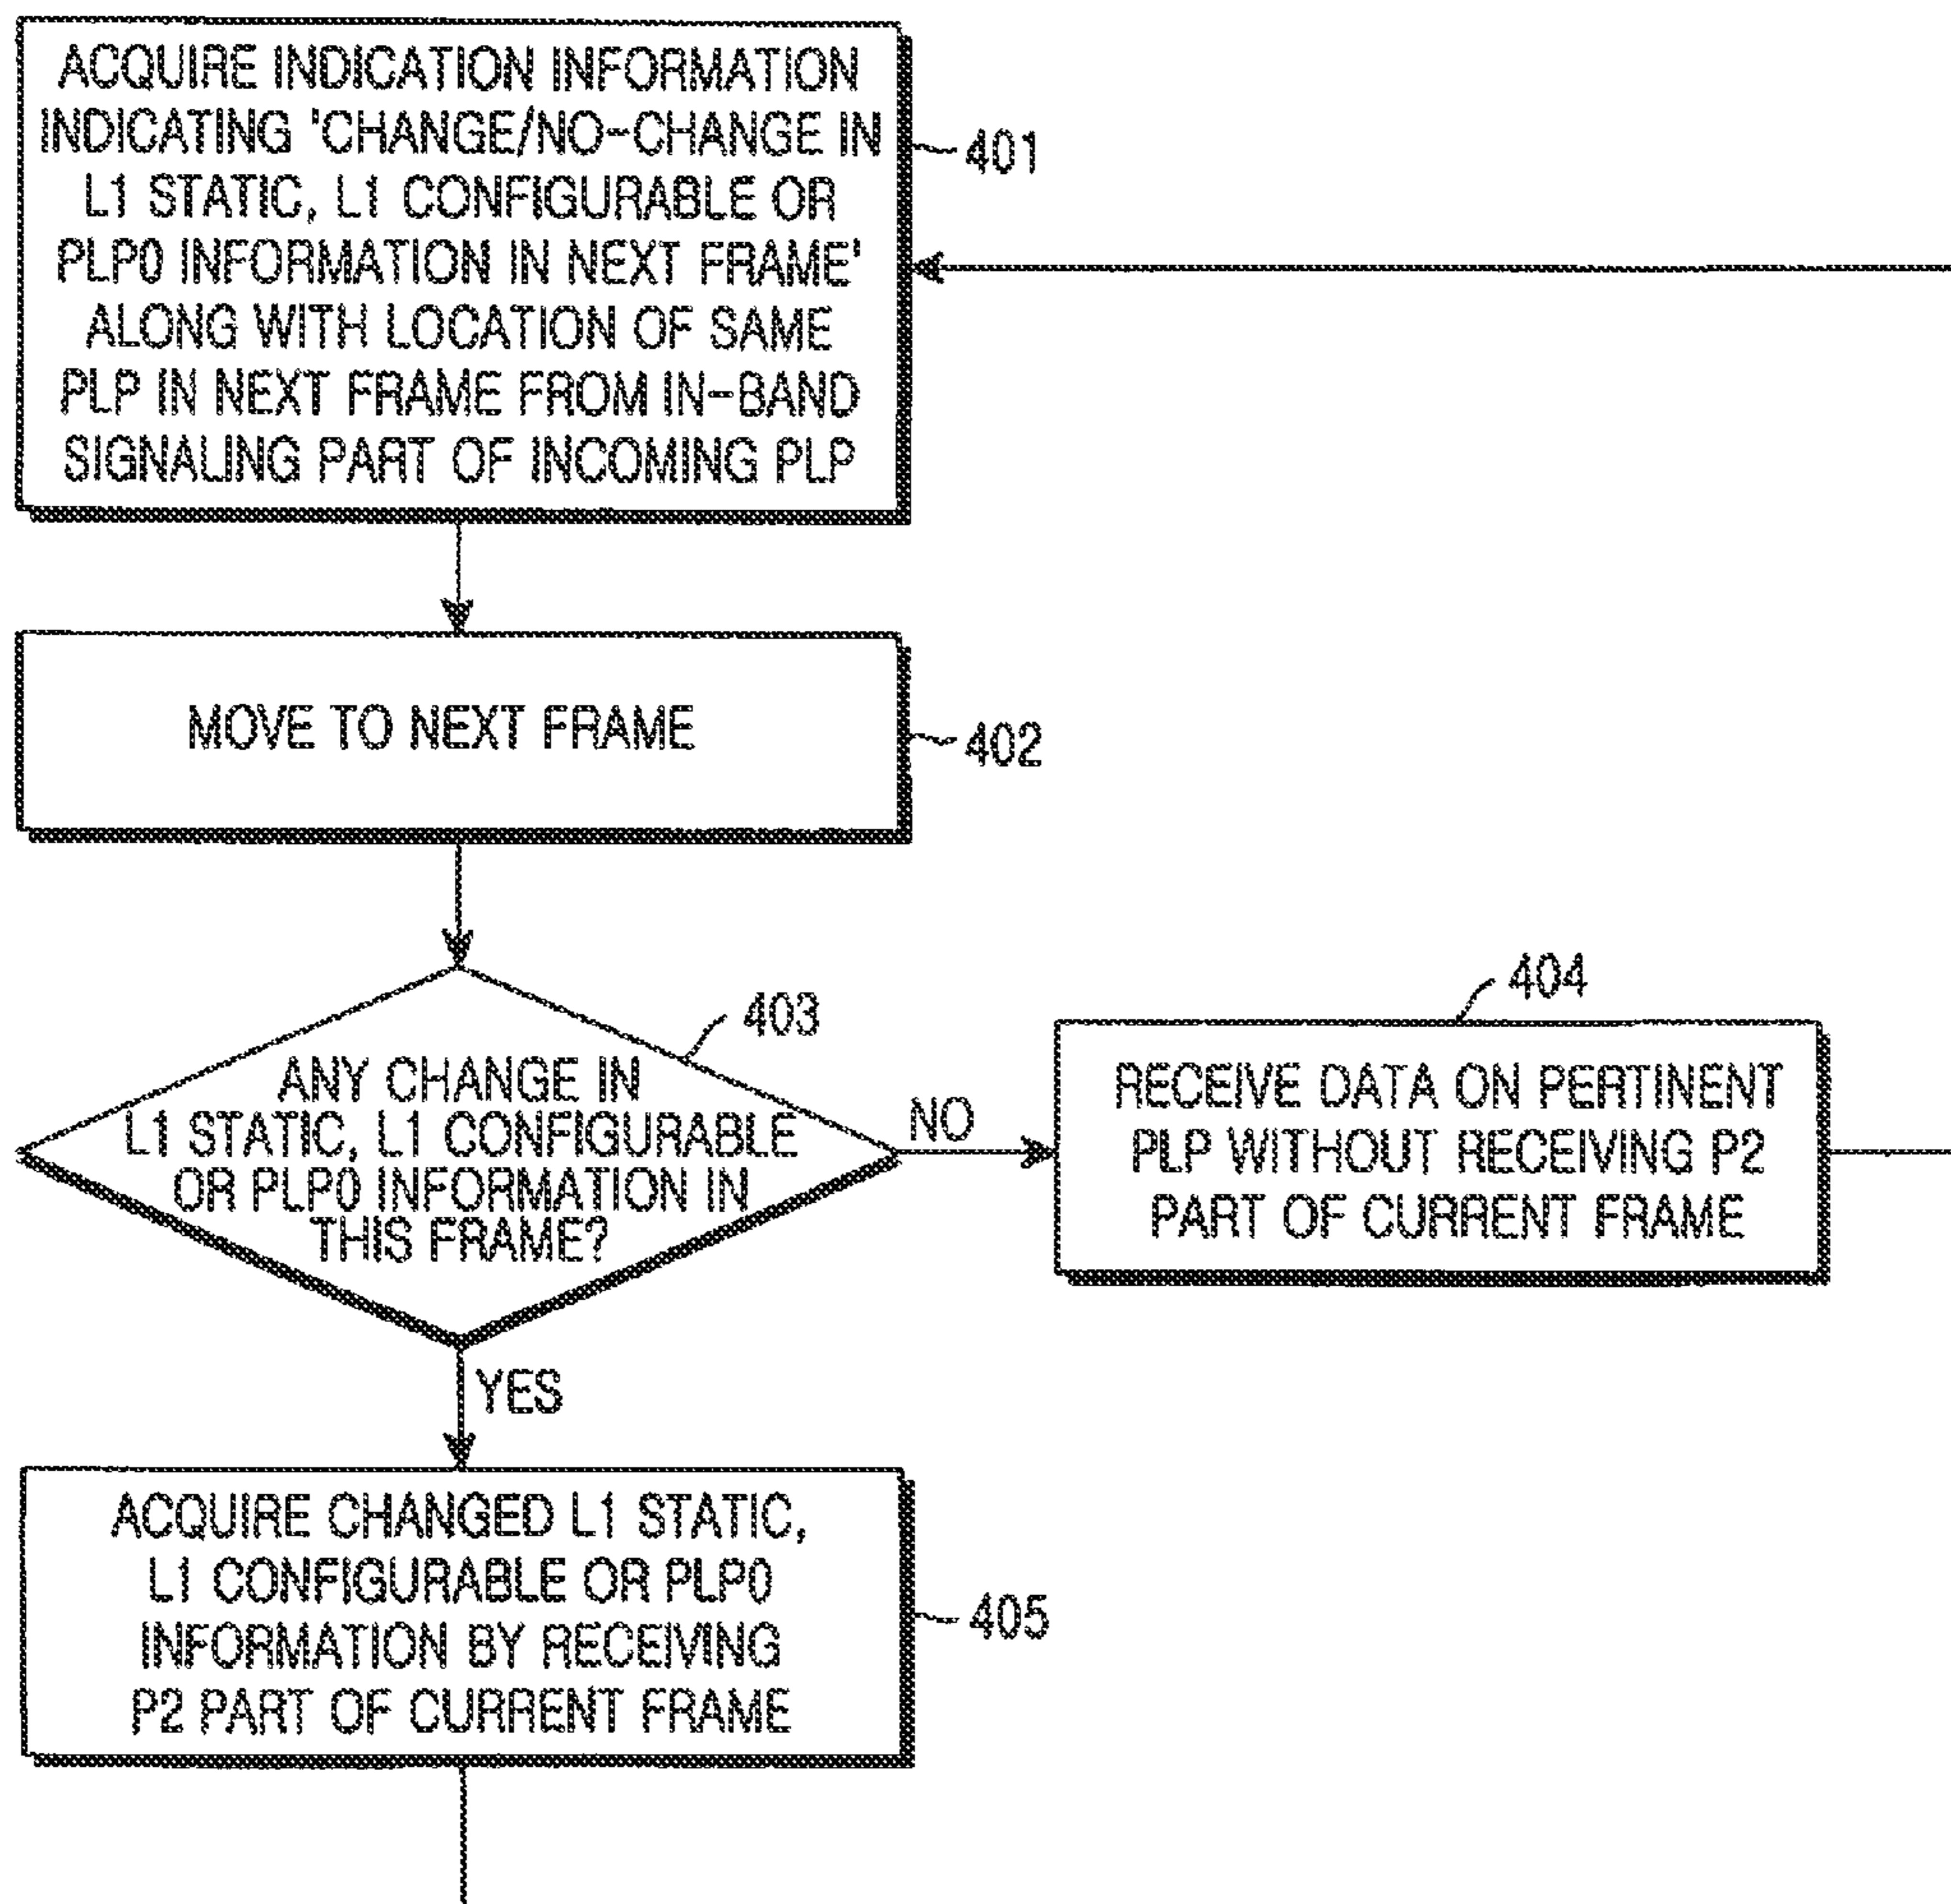 ACQUIRE INDICATION INFORMATION
INDICATING 'CHANGE/NO-CHANGE IN
L1 STATIC, L1 CONFIGURABLE OR
PLP0 INFORMATION IN NEXT FRAME'
ALONG WITH LOCATION OF SAME
PLP IN NEXT FRAME FROM IN-BAND
SIGNALING PART OF INCOMING PLP
401
MOVE TO NEXT FRAME
402
403
ANY CHANGE IN
L1 STATIC, L1 CONFIGURABLE
OR PLP0 INFORMATION IN
THIS FRAME?
NO
404
RECEIVE DATA ON PERTINENT
PLP WITHOUT RECEIVING P2
PART OF CURRENT FRAME
YES
ACQUIRE CHANGED L1 STATIC,
L1 CONFIGURABLE OR PLP0
INFORMATION BY RECEIVING
P2 PART OF CURRENT FRAME
405